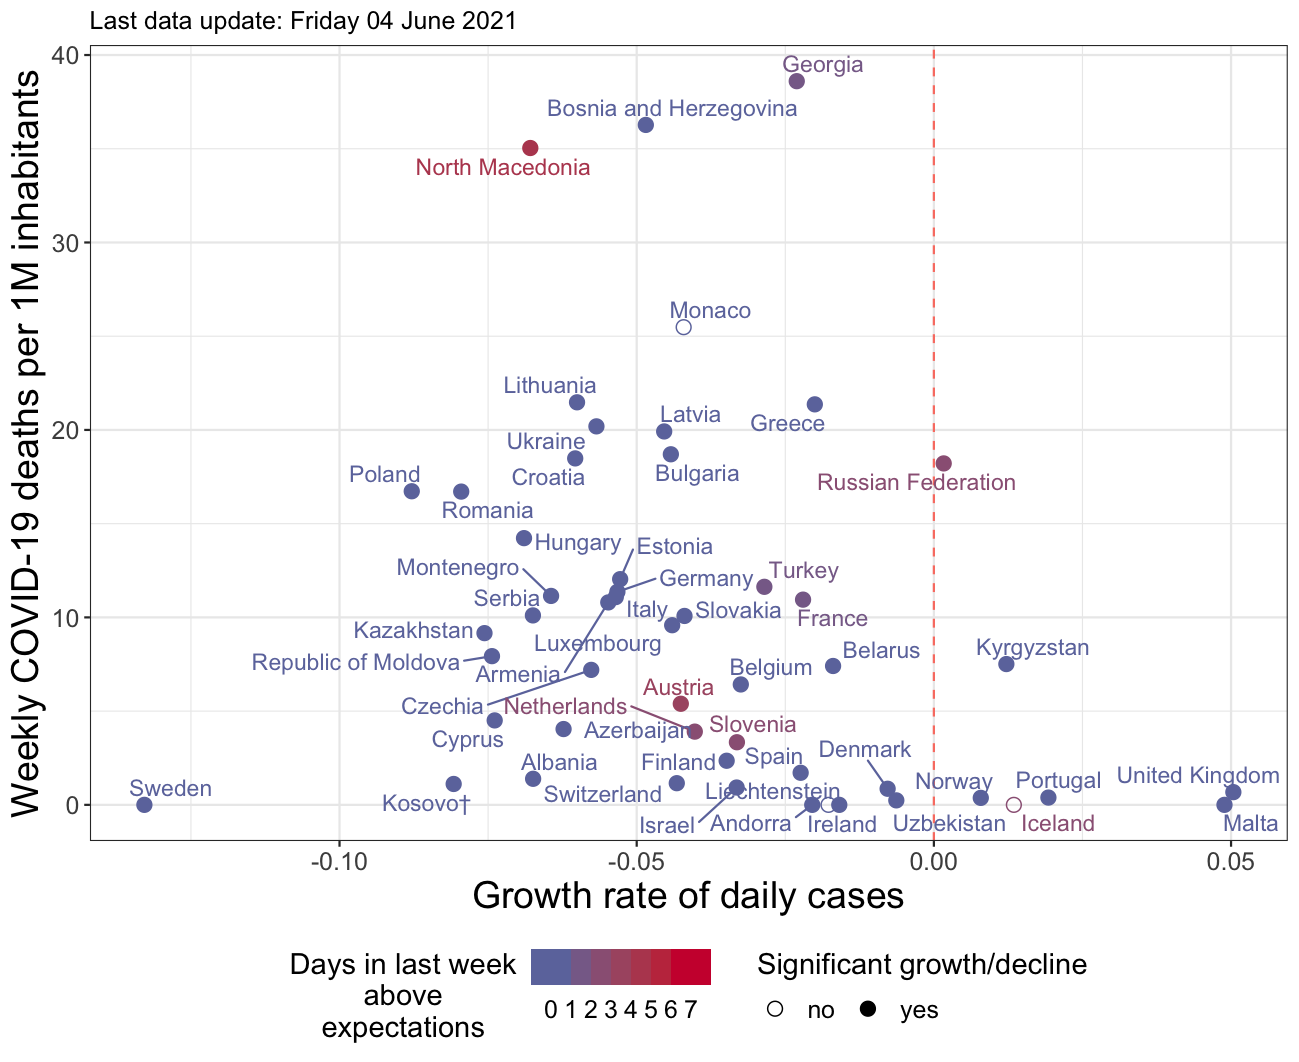 Last data update: Friday 04 June 2021
Weekly COVID-19 deaths per 1M inhabitants
40
30
20
10
0
Georgia
Bosnia and Herzegovina
North Macedonia
Monaco
Lithuania
Latvia
Greece
Ukraine
Croatia
Bulgaria
Poland
Russian Federation
Romania
Hungary
Estonia
Montenegro
Germany
Turkey
Serbia
Italy
Slovakia
France
Kazakhstan
Luxembourg
Kyrgyzstan
Belarus
Republic of Moldova
Armenia
Belgium
Austria
Czechia
Netherlands
Slovenia
Azerbaijan
Cyprus
Denmark
Spain
Albania
Finland
United Kingdom
Norway
Portugal
Sweden
Liechtenstein
Switzerland
Kosovo†
Israel
Andorra
Ireland
Uzbekistan
Iceland
Malta
-0.10
-0.05
0.00
0.05
Growth rate of daily cases
Days in last week
above
expectations
0 1 2 3 4 5 6 7
Significant growth/decline
no
yes